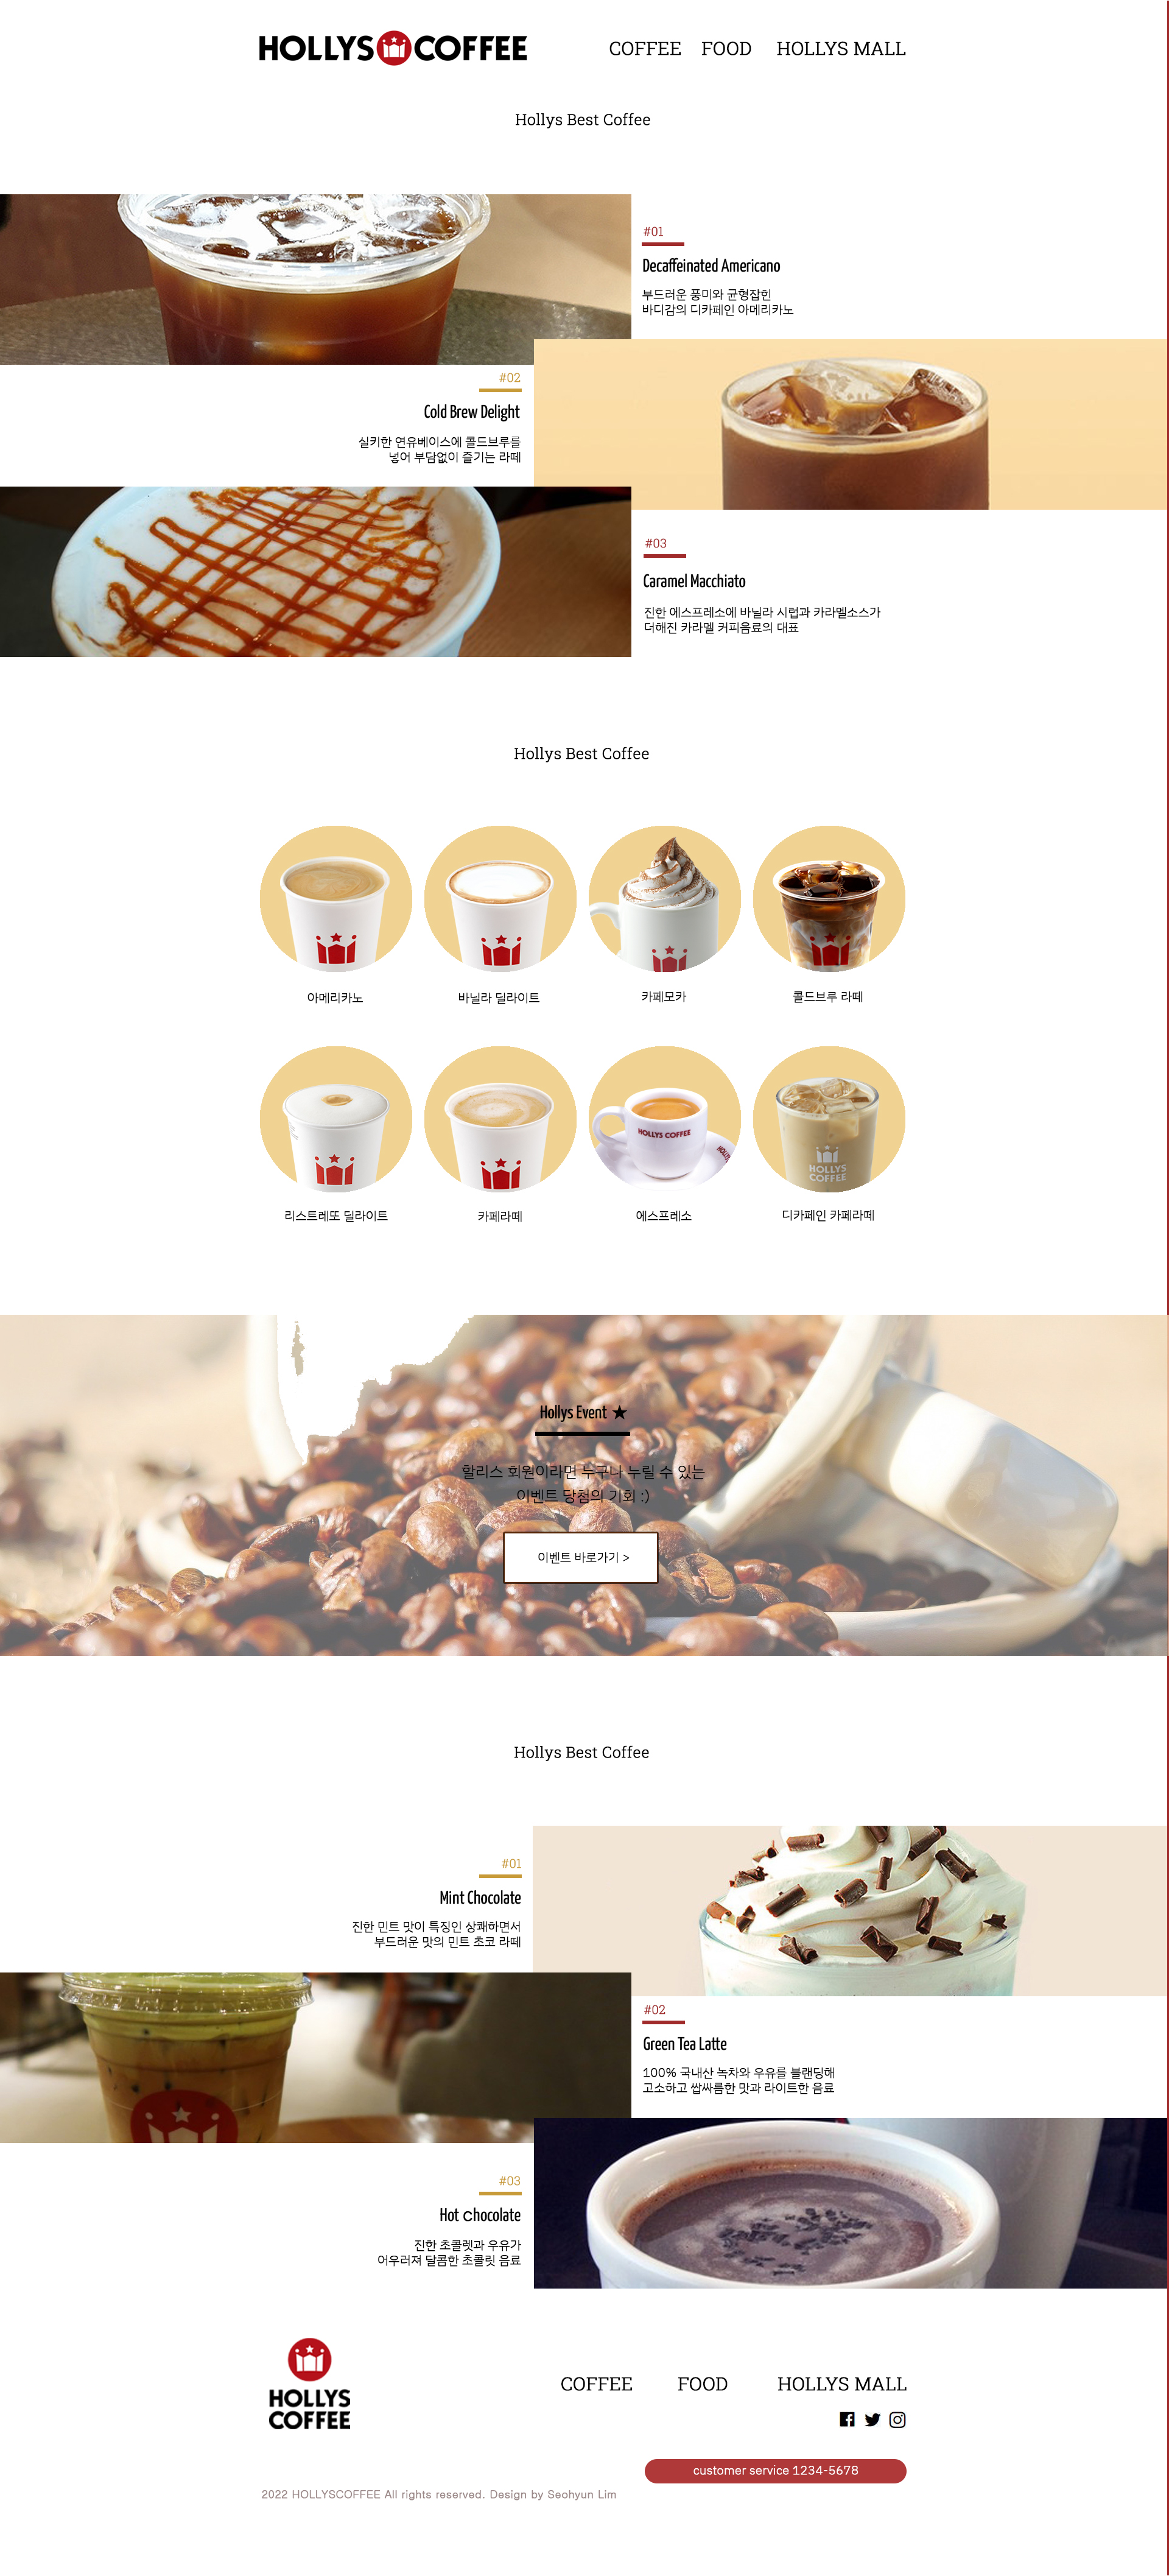 HOLLYS COFFEE
COFFEE FOOD HOLLYS MALL
Hollys Best Coffee
#01
Decaffeinated Americano
부드러운 풍미와 균형잡힌
바디감의 디카페인 아메리카노
#02
Cold Brew Delight
실키한 연유베이스에 콜드브루를
넣어 부담없이 즐기는 라떼
#03
Caramel Macchiato
진한 에스프레소에 바닐라 시럽과 카라멜소스가
더해진 카라멜 커피음료의 대표
Hollys Best Coffee
아메리카노 바닐라 딜라이트 카페모카 콜드브루 라떼
HOLLYS COFFEE
HOLLYS
COFFEE
리스트레또 딜라이트 카페라떼 에스프레소 디카페인 카페라떼
Hollys Event ★
할리스 회원이라면 누구나 누릴 수 있는
이벤트 당첨의 기회 :)
이벤트 바로가기 >
Hollys Best Coffee
#01
Mint Chocolate
진한 민트 맛이 특징인 상쾌하면서
부드러운 맛의 민트 초코 라떼
#02
Green Tea Latte
100% 국내산 녹차와 우유를 블랜딩해
고소하고 쌉싸름한 맛과 라이트한 음료
#03
Hot chocolate
진한 초콜렛과 우유가
어우러져 달콤한 초콜릿 음료
HOLLYS
COFFEE
COFFEE FOOD HOLLYS MALL
customer service 1234-5678
2022 HOLLYSCOFFEE All rights reserved. Design by Seohyun Lim